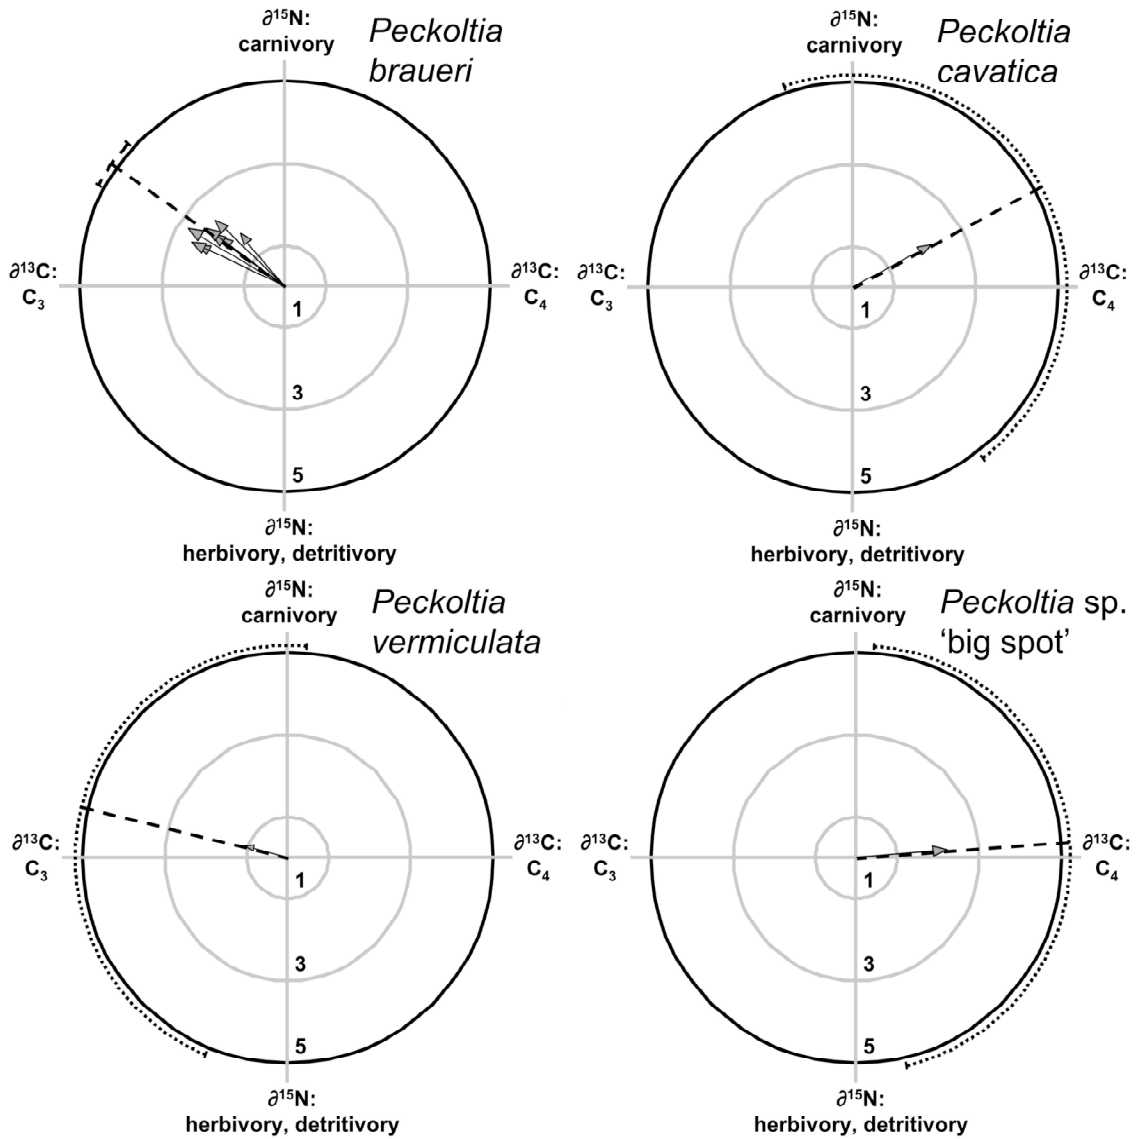 ∂¹⁵N:
carnivory
Peckoltia
braueri
∂¹³C:
C₃
∂¹³C:
C₄
1
3
5
∂¹⁵N:
herbivory, detritivory
∂¹⁵N:
carnivory
Peckoltia
cavatica
∂¹³C:
C₃
∂¹³C:
C₄
1
3
5
∂¹⁵N:
herbivory, detritivory
∂¹⁵N:
carnivory
Peckoltia
vermiculata
∂¹³C:
C₃
∂¹³C:
C₄
1
3
5
∂¹⁵N:
herbivory, detritivory
∂¹⁵N:
carnivory
Peckoltia sp.
‘big spot’
∂¹³C:
C₃
∂¹³C:
C₄
1
3
5
∂¹⁵N:
herbivory, detritivory